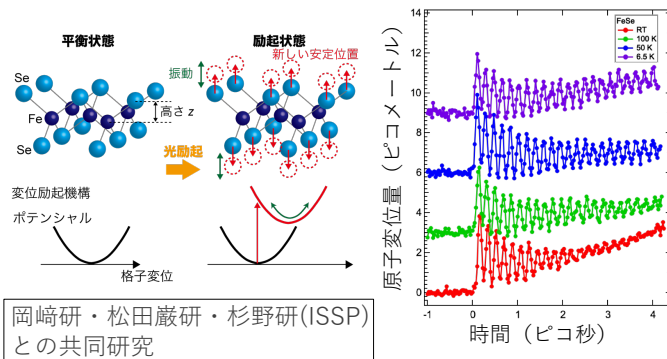 平衡状態
励起状態
新しい安定位置
振動
Se
Fe
高さ z
Se
光励起
変位励起機構
ポテンシャル
格子変位
岡﨑研・松田巌研・杉野研(ISSP)
との共同研究
原子変位量（ピコメートル）
14
12
10
8
6
4
2
0
-1
0
1
2
3
4
時間（ピコ秒）
FeSe
RT
100 K
50 K
6.5 K